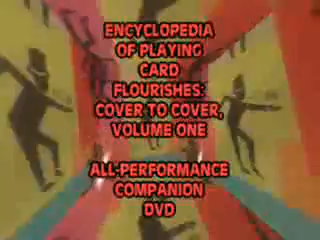 ENCYCLOPEDIA
OF PLAYING
CARD
FLOURISHES:
COVER TO COVER,
VOLUME ONE
ALL-PERFORMANCE
COMPANION
DVD